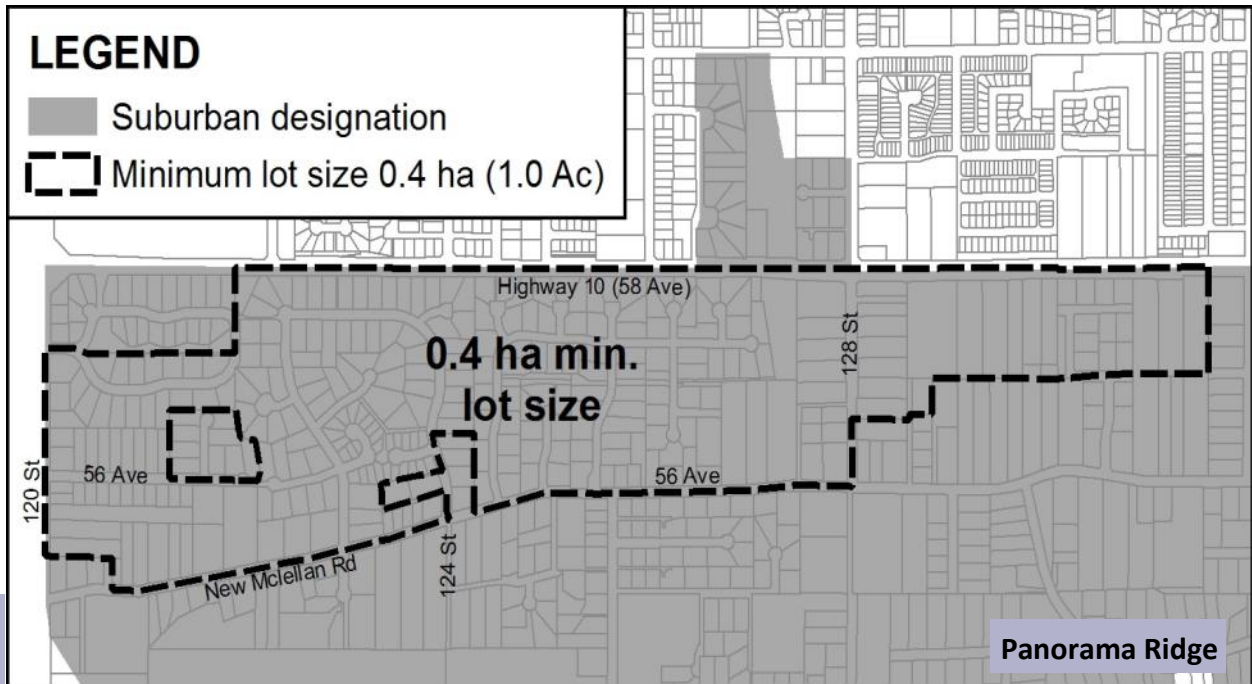 LEGEND
Suburban designation
Minimum lot size 0.4 ha (1.0 Ac)
Highway 10 (58 Ave)
0.4 ha min.
lot size
128 St
120 St
56 Ave
56 Ave
124 St
New Mclellan Rd
Panorama Ridge